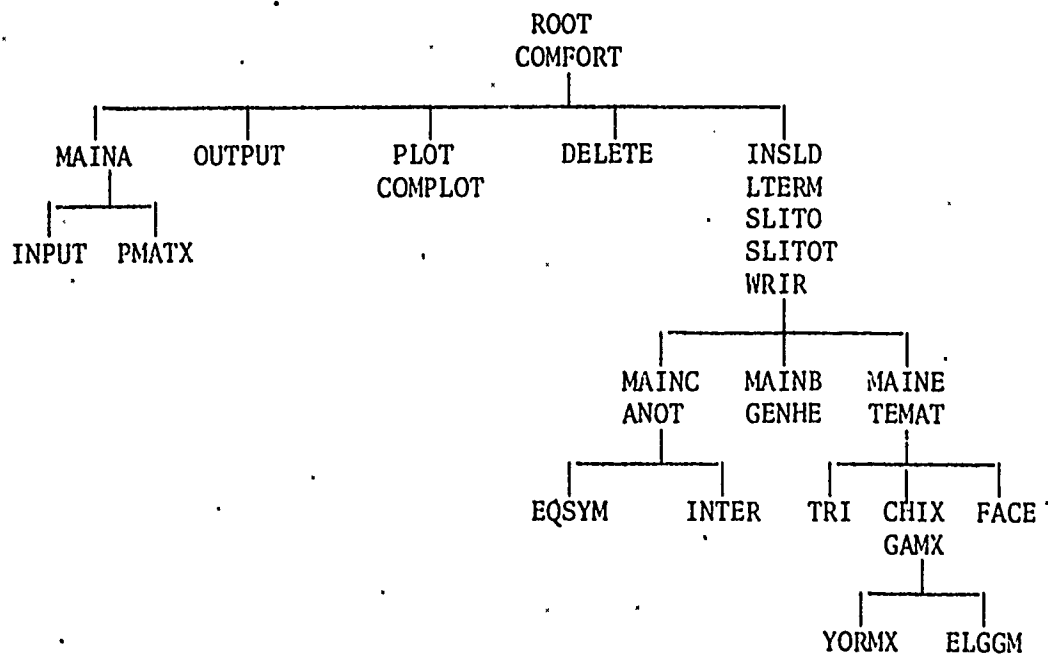 ROOT
COMFORT
MAINA OUTPUT PLOT DELETE INSLD
COMPLOT LTERM
SLITO
INPUT PMATX SLITOT
WRIR
MAINC MAINB MAINE
ANOT GENHE TEMAT
EQSYM INTER TRI CHIX FACE
GAMX
YORMX ELGGM